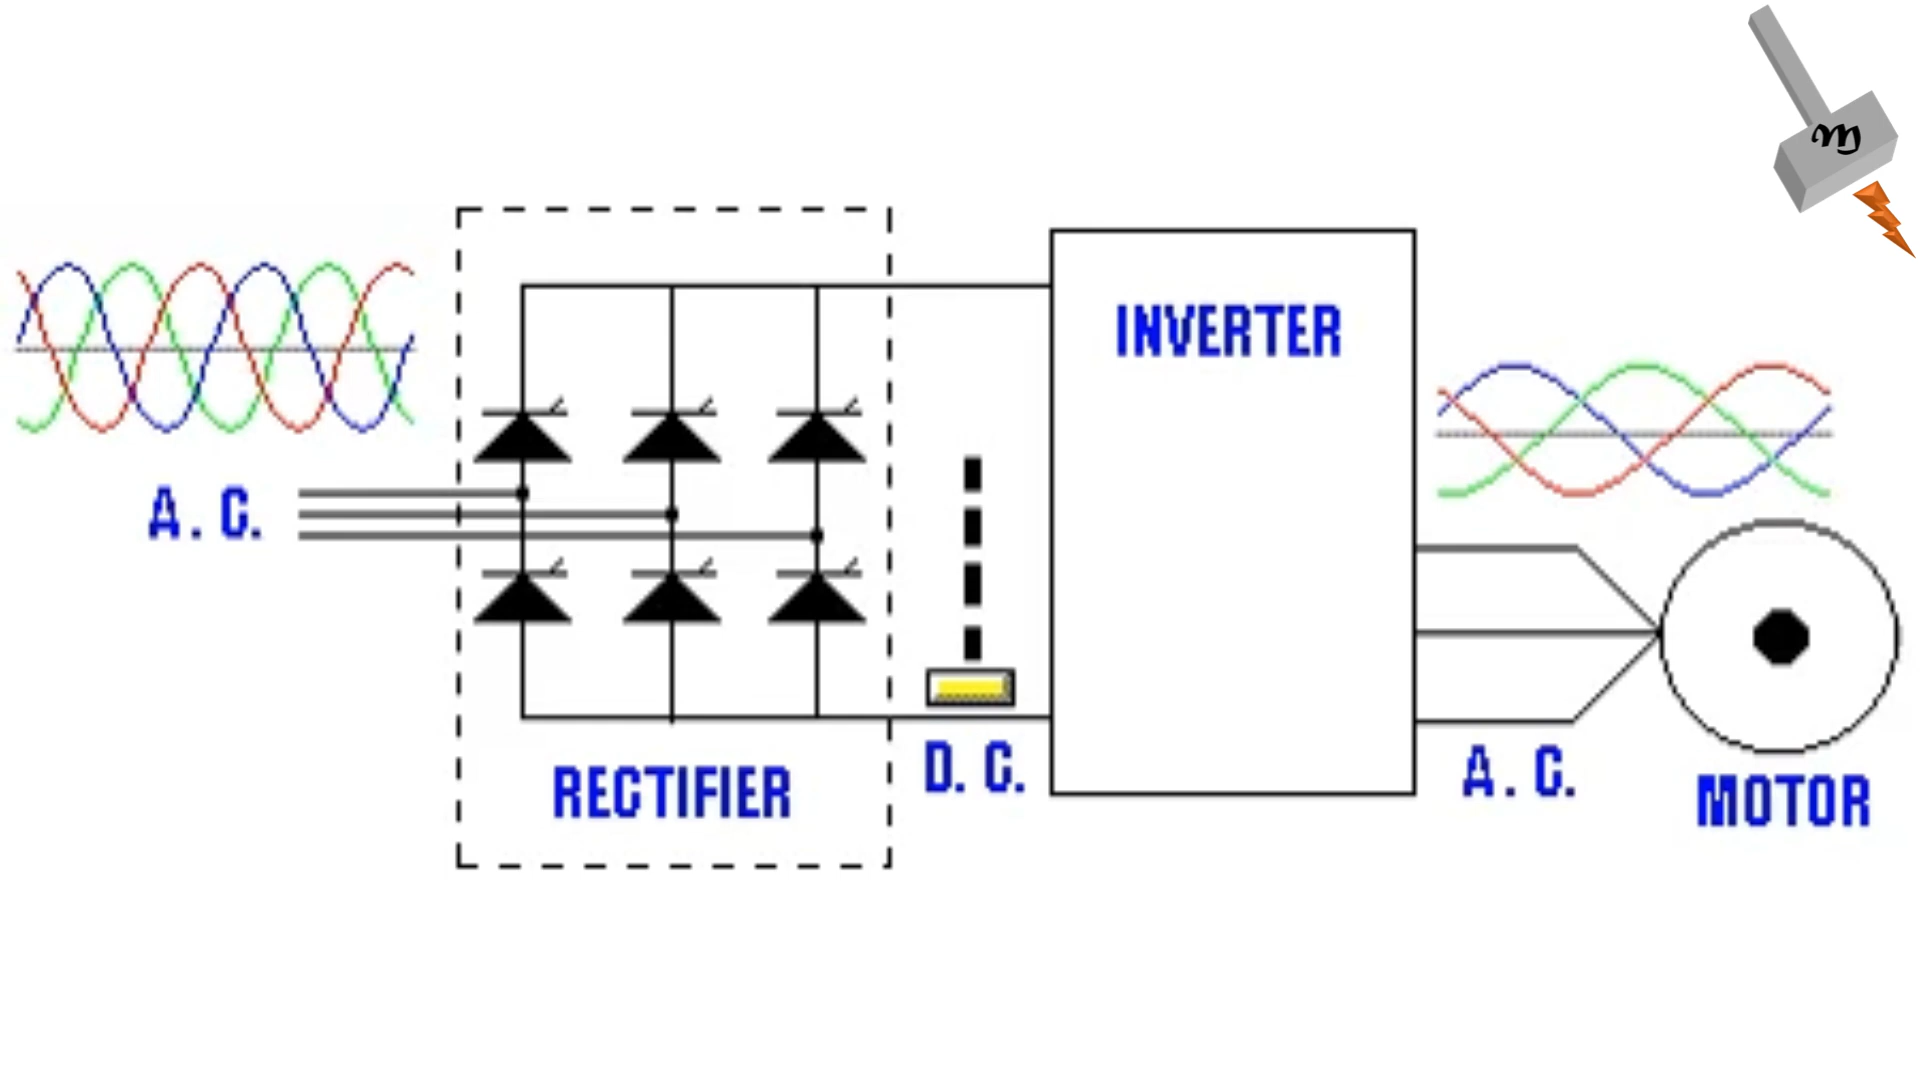 INVERTER
A. C.
RECTIFIER
D. C.
A. C.
MOTOR